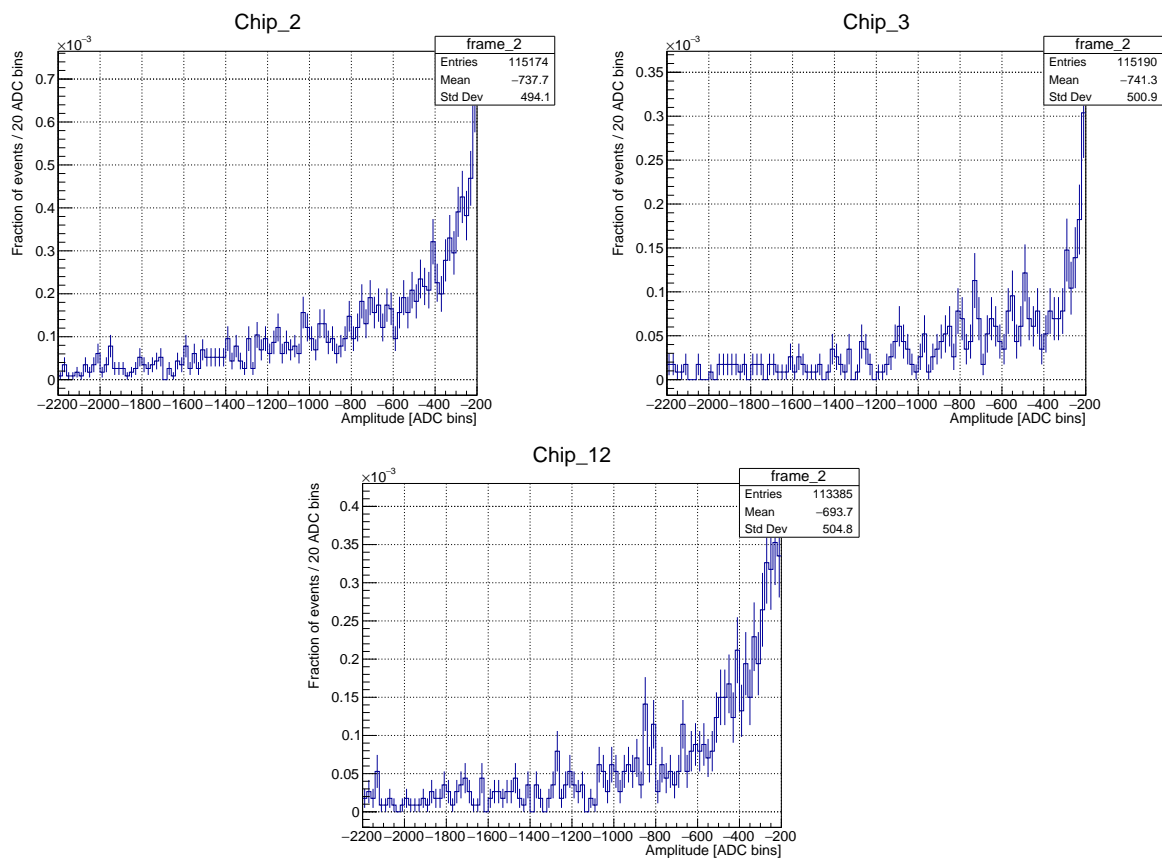 Chip_2
×10⁻³
frame_2
Entries 115174
Mean −737.7
Std Dev 494.1
Fraction of events / 20 ADC bins
0.7
0.6
0.5
0.4
0.3
0.2
0.1
0
−2200 −2000 −1800 −1600 −1400 −1200 −1000 −800 −600 −400 −200
Amplitude [ADC bins]
Chip_3
×10⁻³
frame_2
Entries 115190
Mean −741.3
Std Dev 500.9
Fraction of events / 20 ADC bins
0.35
0.3
0.25
0.2
0.15
0.1
0.05
0
−2200 −2000 −1800 −1600 −1400 −1200 −1000 −800 −600 −400 −200
Amplitude [ADC bins]
Chip_12
×10⁻³
frame_2
Entries 113385
Mean −693.7
Std Dev 504.8
Fraction of events / 20 ADC bins
0.4
0.35
0.3
0.25
0.2
0.15
0.1
0.05
0
−2200 −2000 −1800 −1600 −1400 −1200 −1000 −800 −600 −400 −200
Amplitude [ADC bins]